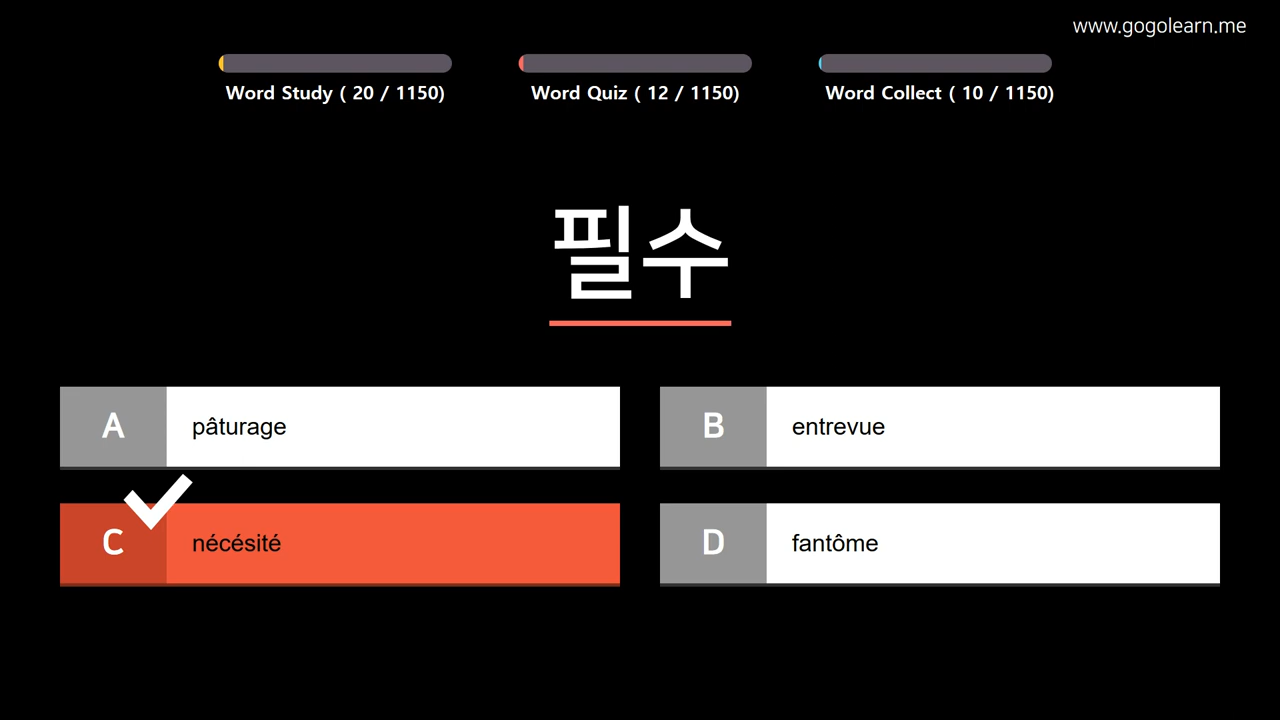 www.gogolearn.me
Word Study ( 20 / 1150)
Word Quiz ( 12 / 1150)
Word Collect ( 10 / 1150)
필수
A pâturage
B entrevue
C nécésité
D fantôme